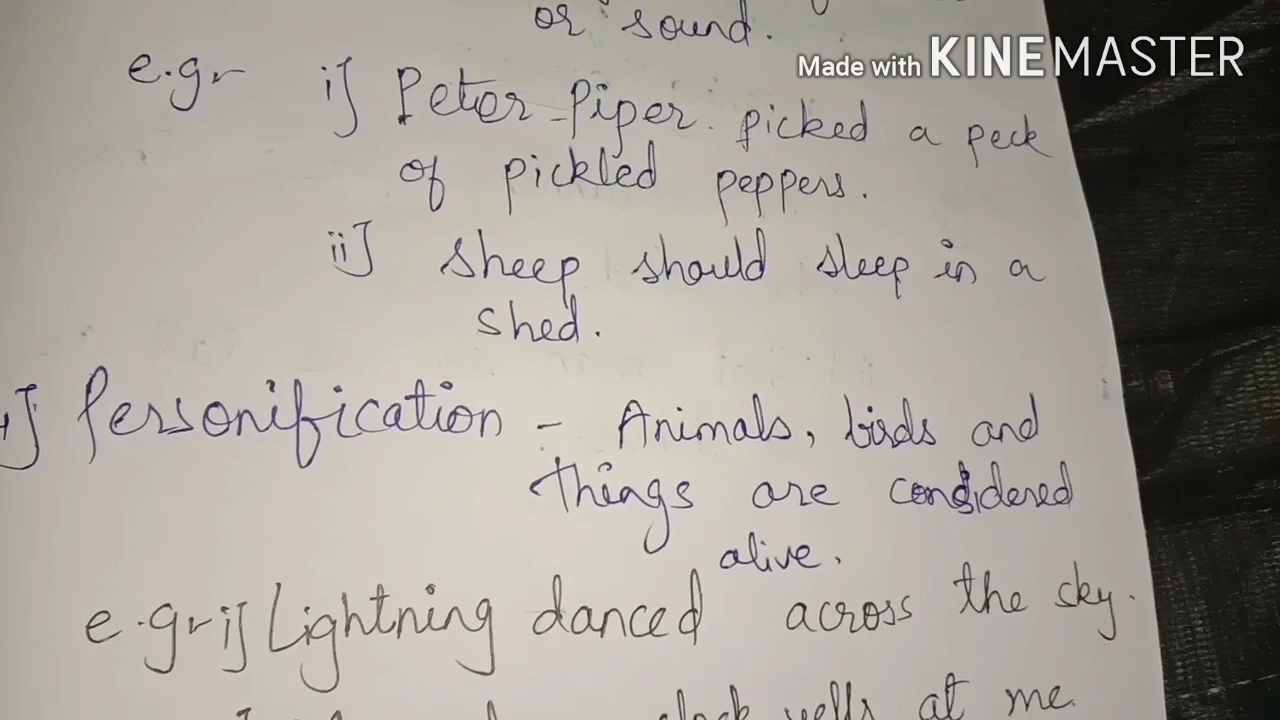 or sound.
Made with KINEMASTER
e.g. i] Peter Piper picked a peck
of pickled peppers.
ii] Sheep should sleep in a
shed.
Personification - Animals, birds and
things are considered
alive.
e.g. i] Lightning danced across the sky.
clock yells at me.